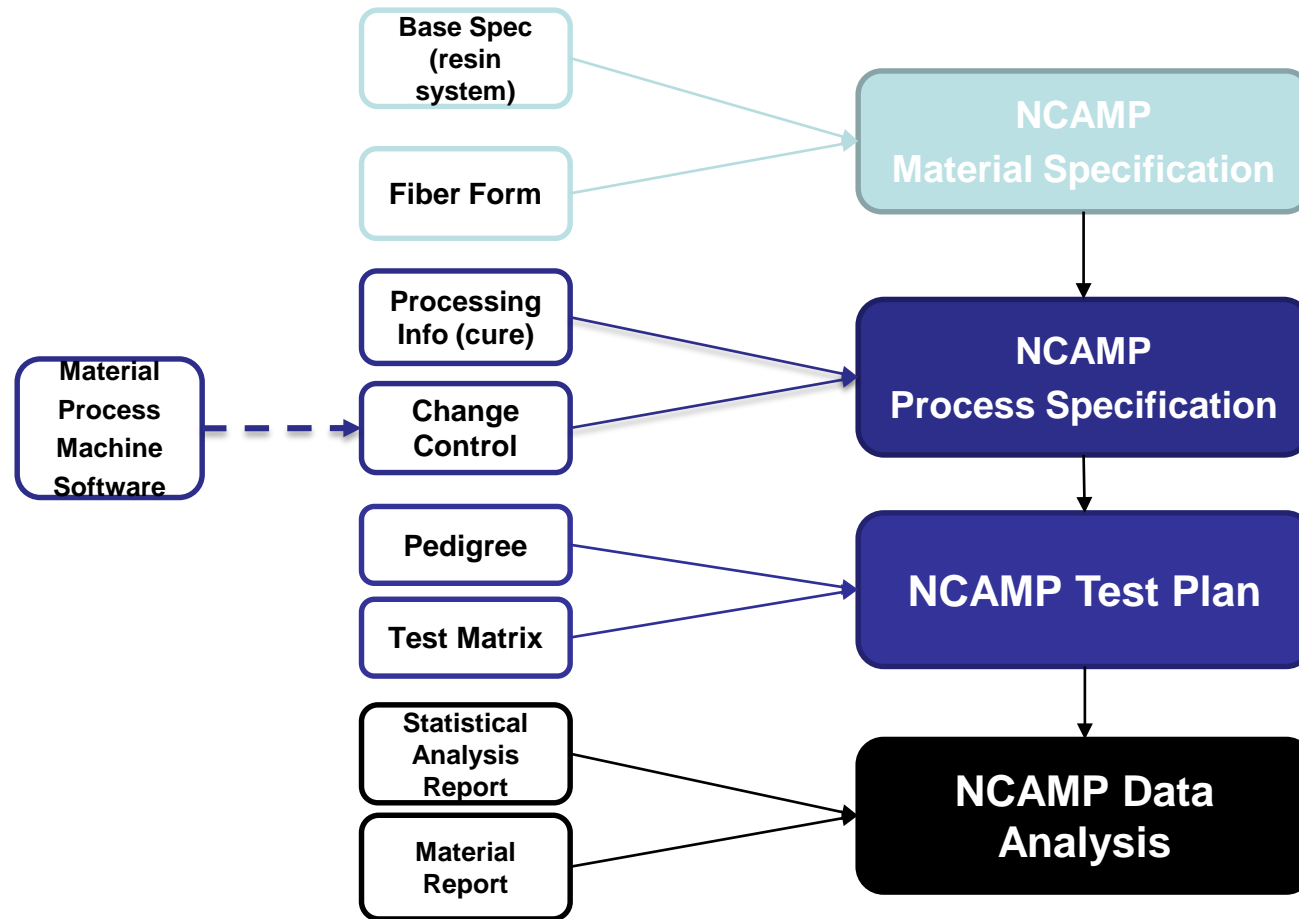 Base Spec
(resin
system)
NCAMP
Material Specification
Fiber Form
Processing
Info (cure)
NCAMP
Process Specification
Material
Process
Machine
Software
Change
Control
Pedigree
NCAMP Test Plan
Test Matrix
Statistical
Analysis
Report
NCAMP Data
Analysis
Material
Report